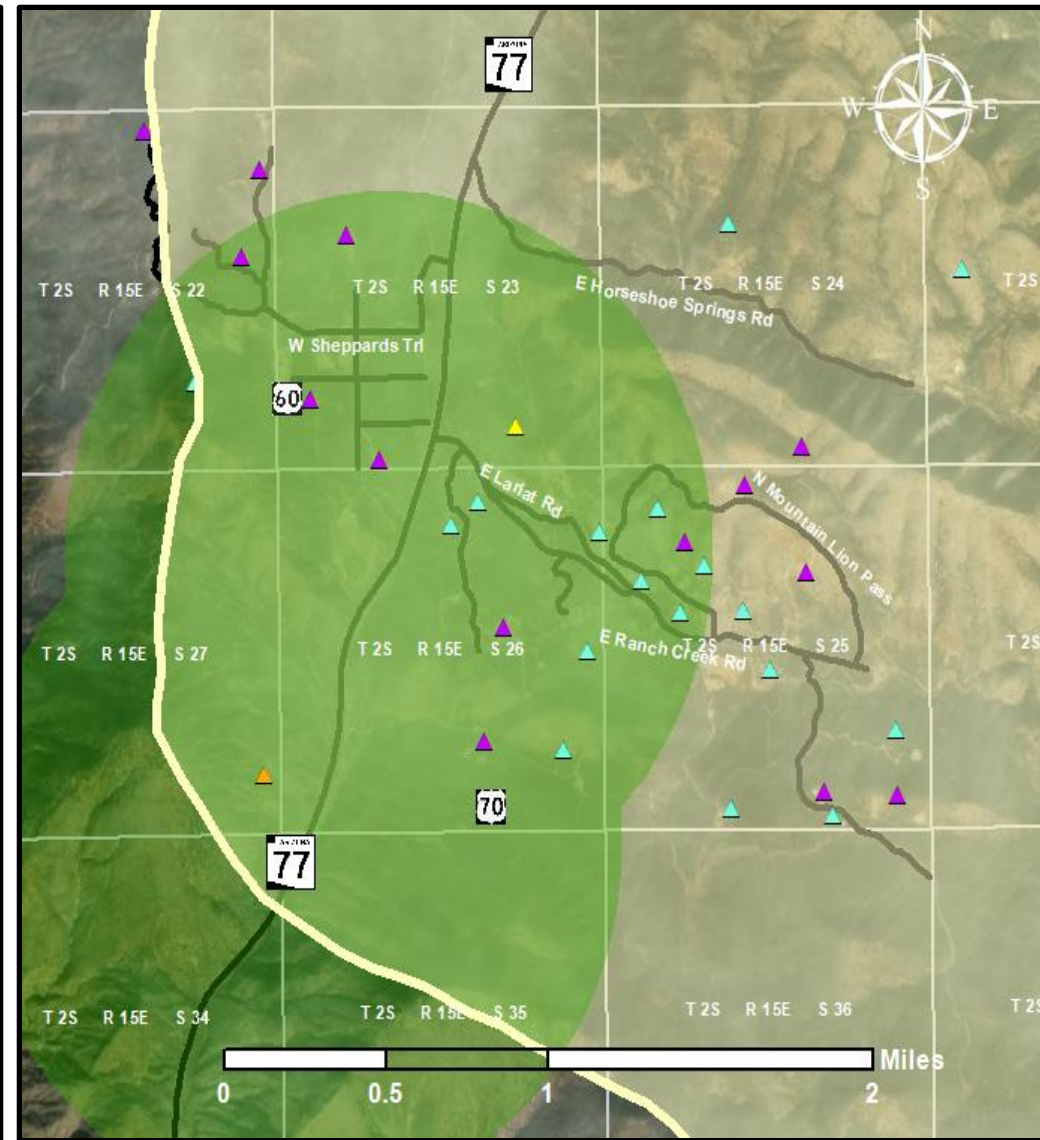 ARIZONA
77
N
W E
S
T 2S R 15E S 22
T 2S R 15E S 23
T 2S R 15E S 24
T 2S
E Horseshoe Springs Rd
W Sheppards Trl
60
E Lariat Rd
N Mountain Lion Pass
T 2S R 15E S 27
T 2S R 15E S 26
E Ranch Creek Rd
T 2S R 15E S 25
T 2S
70
ARIZONA
77
T 2S R 15E S 34
T 2S R 15E S 35
T 2S R 15E S 36
T 2S
Miles
0 0.5 1 2